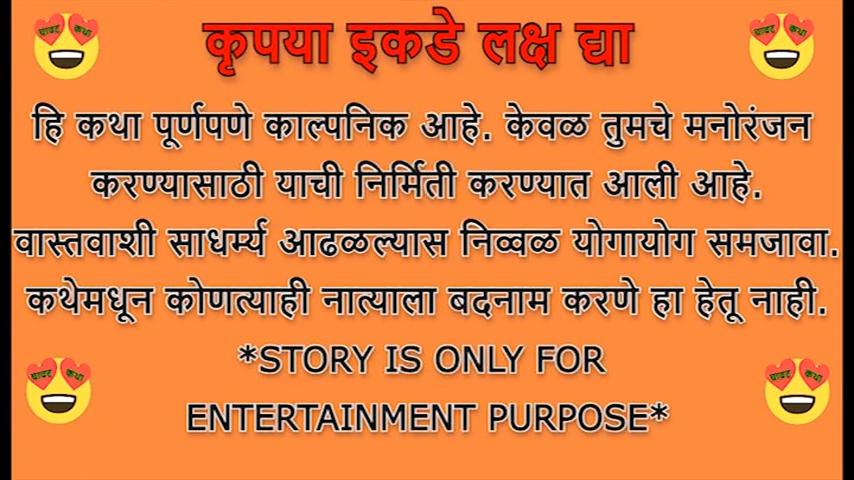 कृपया इकडे लक्ष द्या
हि कथा पूर्णपणे काल्पनिक आहे. केवळ तुमचे मनोरंजन
करण्यासाठी याची निर्मिती करण्यात आली आहे.
वास्तवाशी साधर्म्य आढळल्यास निव्वळ योगायोग समजावा.
कथेमधून कोणत्याही नात्याला बदनाम करणे हा हेतू नाही.
*STORY IS ONLY FOR
ENTERTAINMENT PURPOSE*